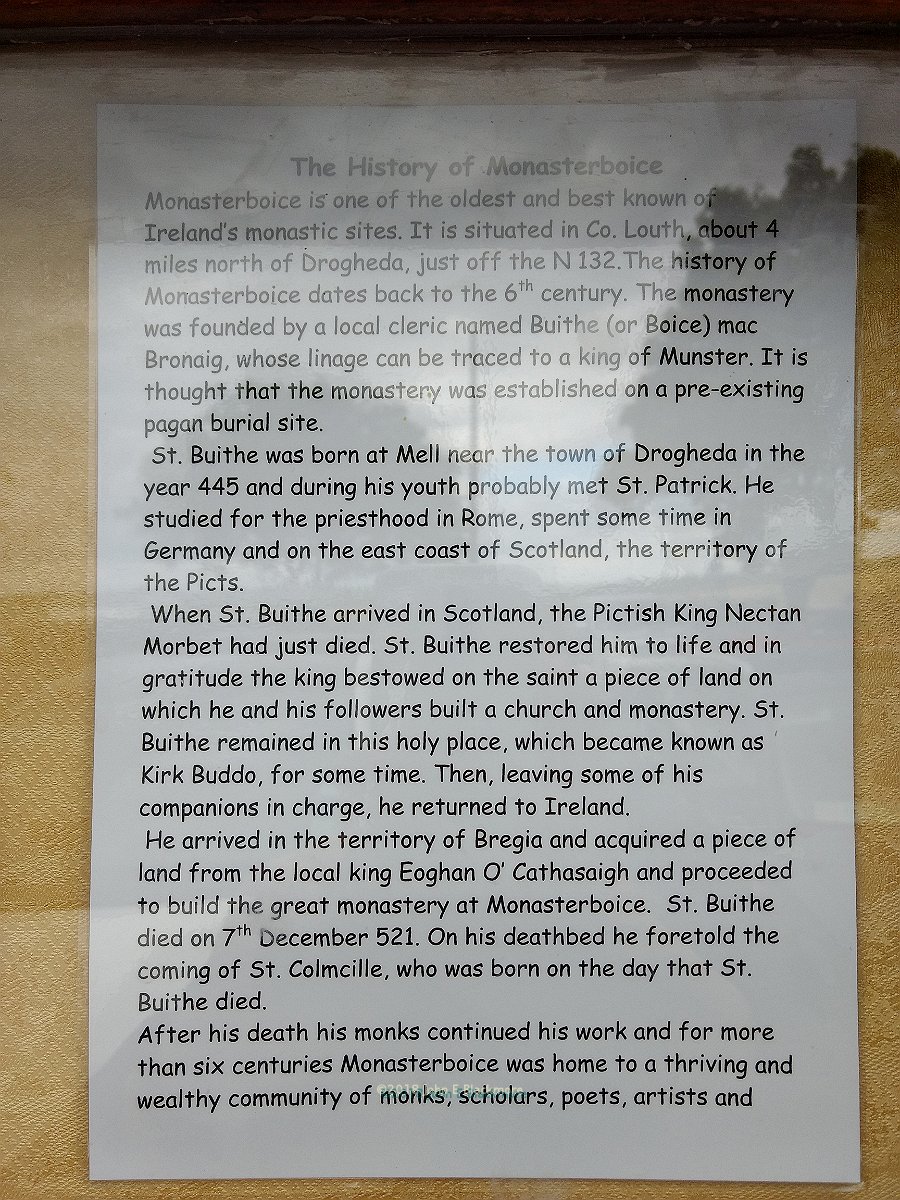 The History of Monasterboice
Monasterboice is one of the oldest and best known of
Ireland's monastic sites. It is situated in Co. Louth, about 4
miles north of Drogheda, just off the N 132.The history of
Monasterboice dates back to the 6th century. The monastery
was founded by a local cleric named Buithe (or Boice) mac
Bronaig, whose linage can be traced to a king of Munster. It is
thought that the monastery was established on a pre-existing
pagan burial site.
St. Buithe was born at Mell near the town of Drogheda in the
year 445 and during his youth probably met St. Patrick. He
studied for the priesthood in Rome, spent some time in
Germany and on the east coast of Scotland, the territory of
the Picts.
When St. Buithe arrived in Scotland, the Pictish King Nectan
Morbet had just died. St. Buithe restored him to life and in
gratitude the king bestowed on the saint a piece of land on
which he and his followers built a church and monastery. St.
Buithe remained in this holy place, which became known as
Kirk Buddo, for some time. Then, leaving some of his
companions in charge, he returned to Ireland.
He arrived in the territory of Bregia and acquired a piece of
land from the local king Eoghan O' Cathasaigh and proceeded
to build the great monastery at Monasterboice. St. Buithe
died on 7th December 521. On his deathbed he foretold the
coming of St. Colmcille, who was born on the day that St.
Buithe died.
After his death his monks continued his work and for more
than six centuries Monasterboice was home to a thriving and
©2018 John F Blackmore
wealthy community of monks, scholars, poets, artists and